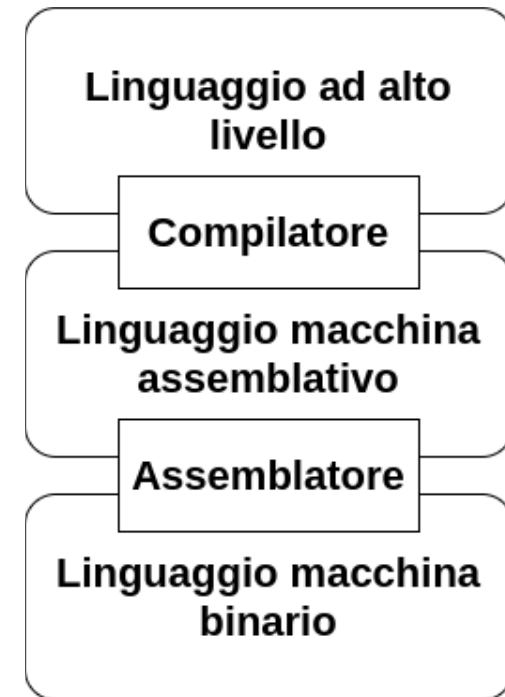 Linguaggio ad alto
livello
Compilatore
Linguaggio macchina
assemblativo
Assemblatore
Linguaggio macchina
binario